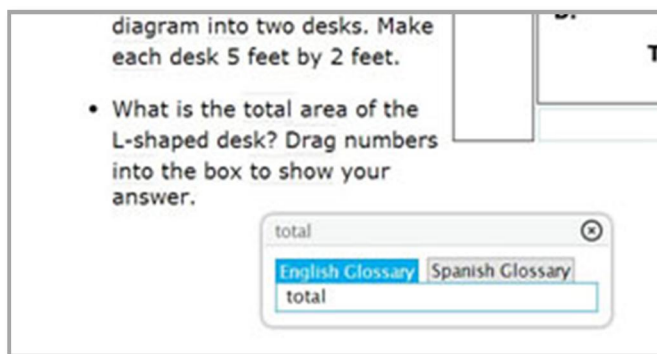 diagram into two desks. Make
each desk 5 feet by 2 feet.
• What is the total area of the
L-shaped desk? Drag numbers
into the box to show your
answer.
total
English Glossary Spanish Glossary
total